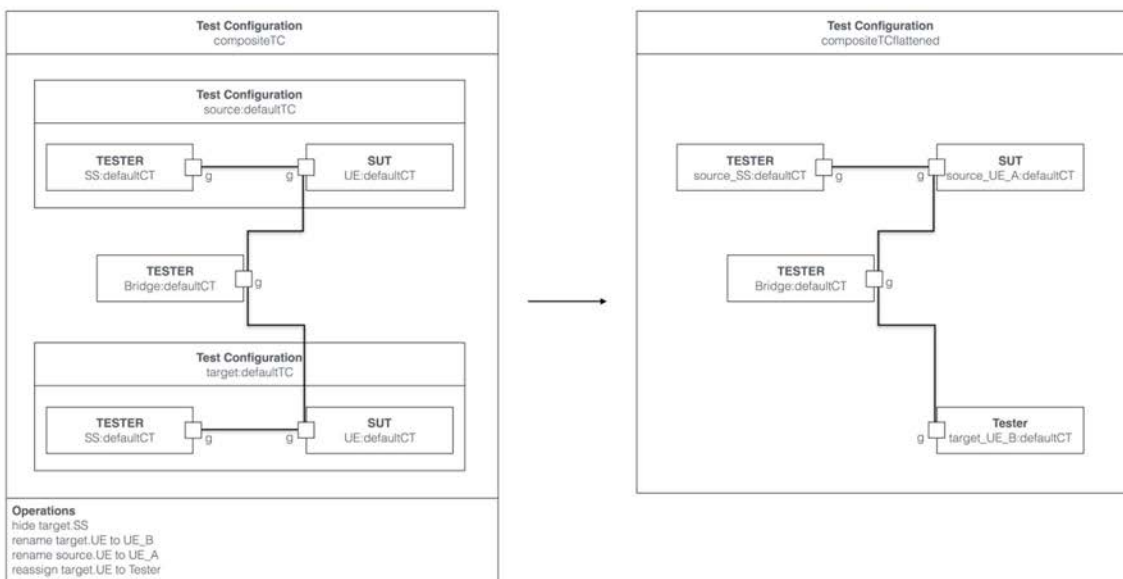 Test Configuration
compositeTC
Test Configuration
source:defaultTC
TESTER
SS:defaultCT
g
g
SUT
UE:defaultCT
TESTER
Bridge:defaultCT
g
Test Configuration
target:defaultTC
TESTER
SS:defaultCT
g
g
SUT
UE:defaultCT
Operations
hide target.SS
rename target.UE to UE_B
rename source.UE to UE_A
reassign target.UE to Tester
Test Configuration
compositeTCflattened
TESTER
source_SS:defaultCT
g
g
SUT
source_UE_A:defaultCT
TESTER
Bridge:defaultCT
g
g
Tester
target_UE_B:defaultCT